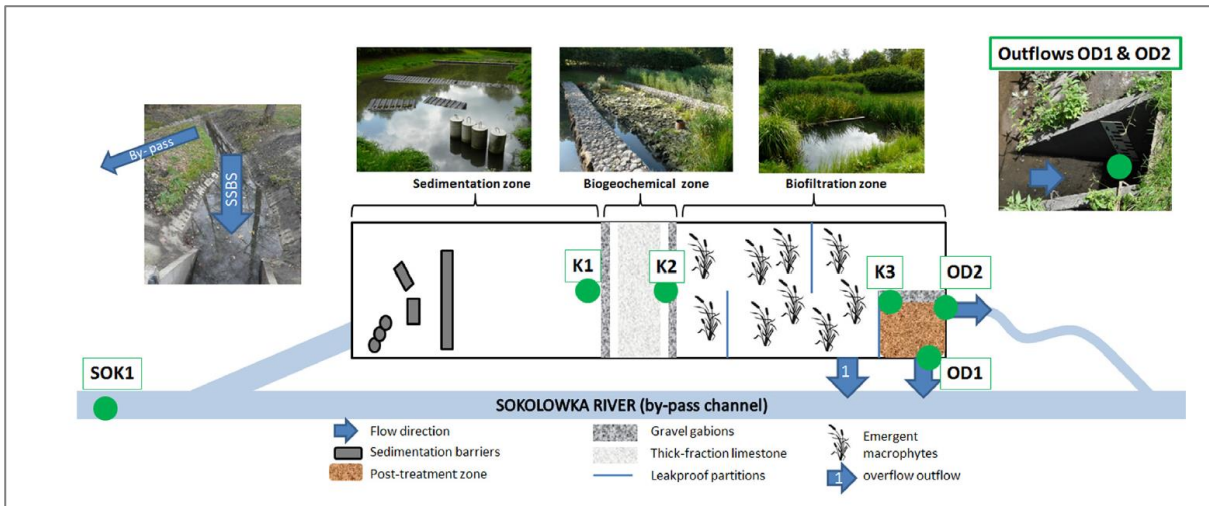 Outflows OD1 & OD2
By- pass
SSBS
Sedimentation zone
Biogeochemical zone
Biofiltration zone
K1
K2
K3
OD2
SOK1
1
OD1
SOKOLOWKA RIVER (by-pass channel)
Flow direction
Gravel gabions
Emergent
macrophytes
Sedimentation barriers
Thick-fraction limestone
Post-treatment zone
Leakproof partitions
1
overflow outflow